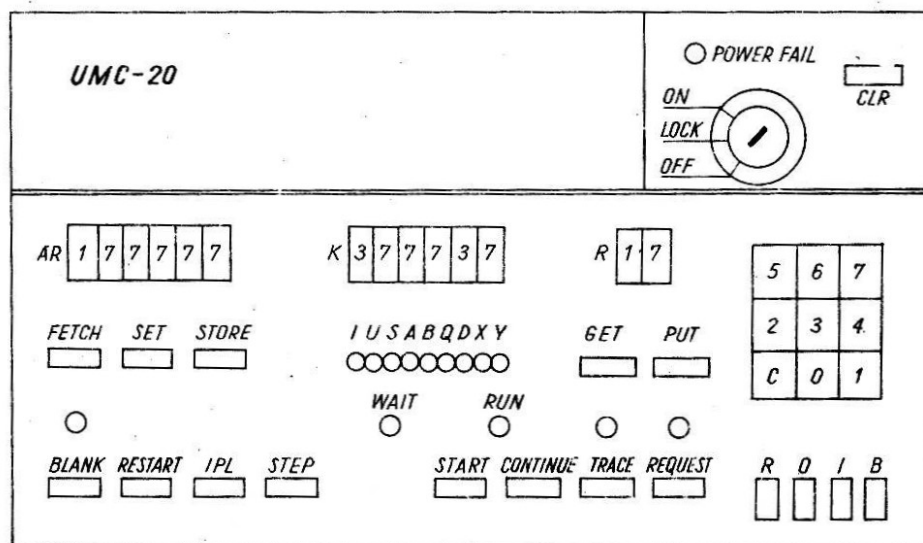 UMC-20
POWER FAIL
CLR
ON
LOCK
OFF
AR 1 7 7 7 7 7
K 3 7 7 7 3 7
R 1 7
5 6 7
2 3 4
C 0 1
FETCH SET STORE
I U S A B Q D X Y
GET PUT
WAIT RUN
BLANK RESTART IPL STEP
START CONTINUE TRACE REQUEST
R O I B